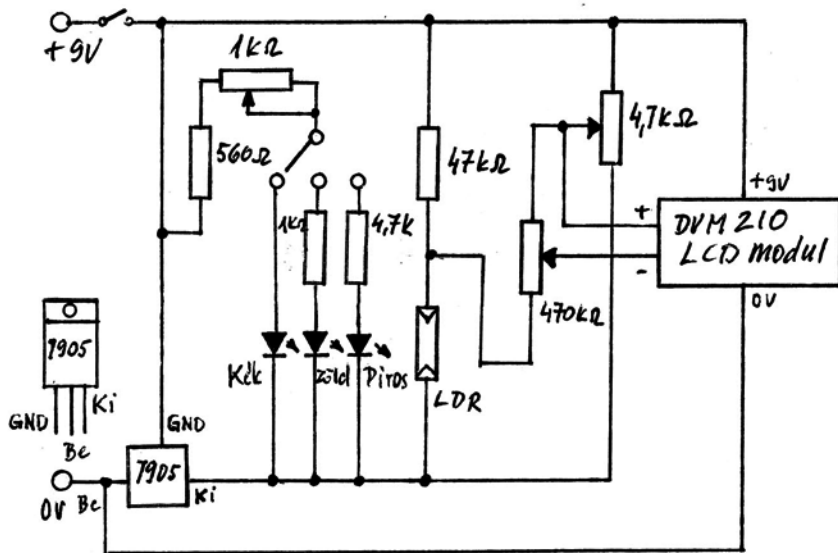 +9V
1kΩ
560Ω
1kΩ
4,7k
47kΩ
4,7kΩ
470kΩ
+9V
+
DVM 210
LCD modul
-
0V
7905
GND
Be
Ki
Kék
Zöld
Piros
LDR
GND
7905
0V
Be
Ki